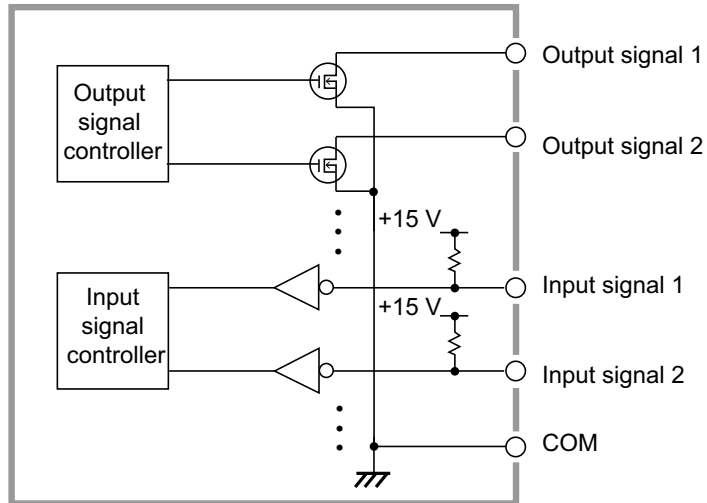 Output
signal
controller
Output signal 1
Output signal 2
+15 V
Input
signal
controller
Input signal 1
+15 V
Input signal 2
COM